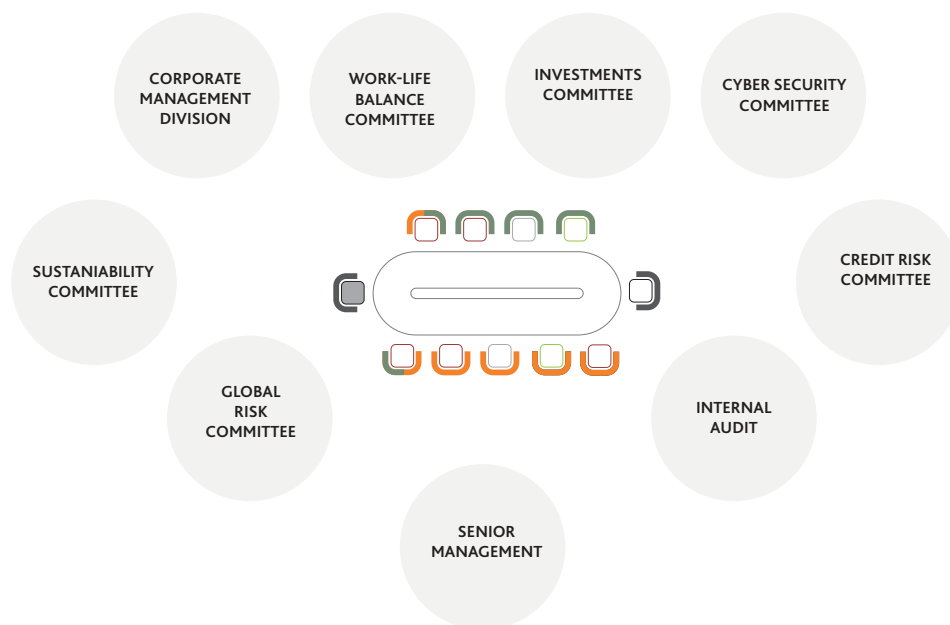 CORPORATE
MANAGEMENT
DIVISION
WORK-LIFE
BALANCE
COMMITTEE
INVESTMENTS
COMMITTEE
CYBER SECURITY
COMMITTEE
SUSTANIABILITY
COMMITTEE
CREDIT RISK
COMMITTEE
GLOBAL
RISK
COMMITTEE
INTERNAL
AUDIT
SENIOR
MANAGEMENT